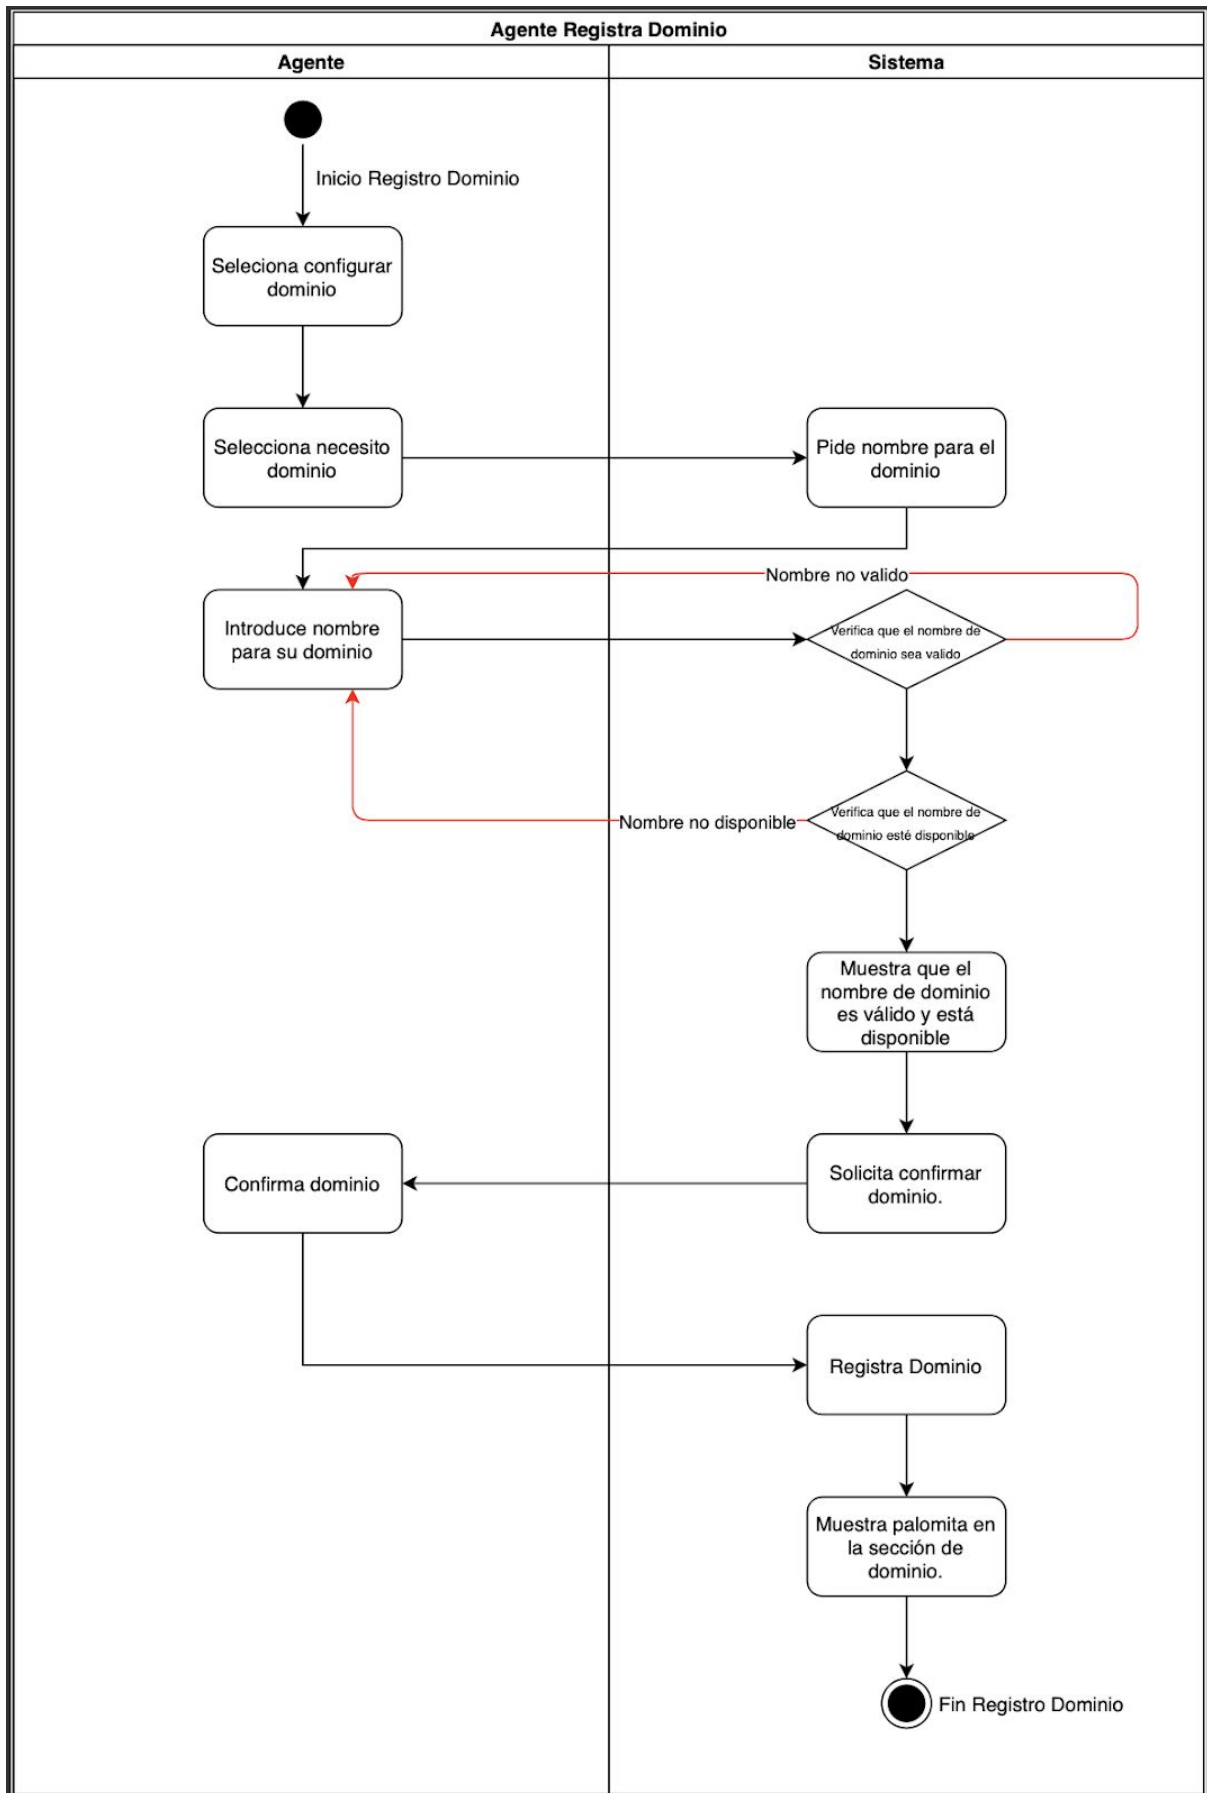 Agente Registra Dominio
Agente
Sistema
Inicio Registro Dominio
Seleciona configurar
dominio
Selecciona necesito
dominio
Pide nombre para el
dominio
Nombre no valido
Introduce nombre
para su dominio
Verifica que el nombre de
dominio sea valido
Nombre no disponible
Verifica que el nombre de
dominio esté disponible
Muestra que el
nombre de dominio
es válido y está
disponible
Confirma dominio
Solicita confirmar
dominio.
Registra Dominio
Muestra palomita en
la sección de
dominio.
Fin Registro Dominio